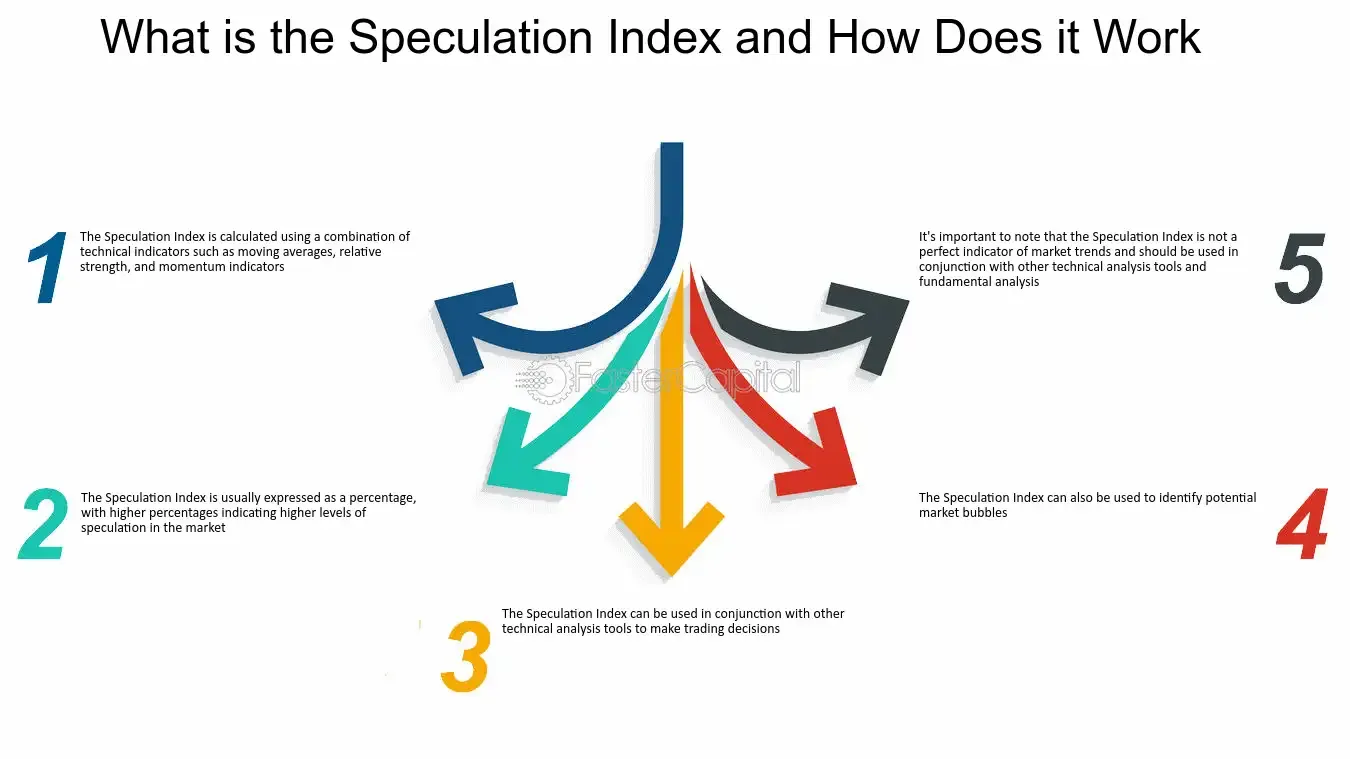 What is the Speculation Index and How Does it Work
1
The Speculation Index is calculated using a combination of
technical indicators such as moving averages, relative
strength, and momentum indicators
2
The Speculation Index is usually expressed as a percentage,
with higher percentages indicating higher levels of
speculation in the market
3
The Speculation Index can be used in conjunction with other
technical analysis tools to make trading decisions
4
The Speculation Index can also be used to identify potential
market bubbles
5
It's important to note that the Speculation Index is not a
perfect indicator of market trends and should be used in
conjunction with other technical analysis tools and
fundamental analysis
FasterCapital